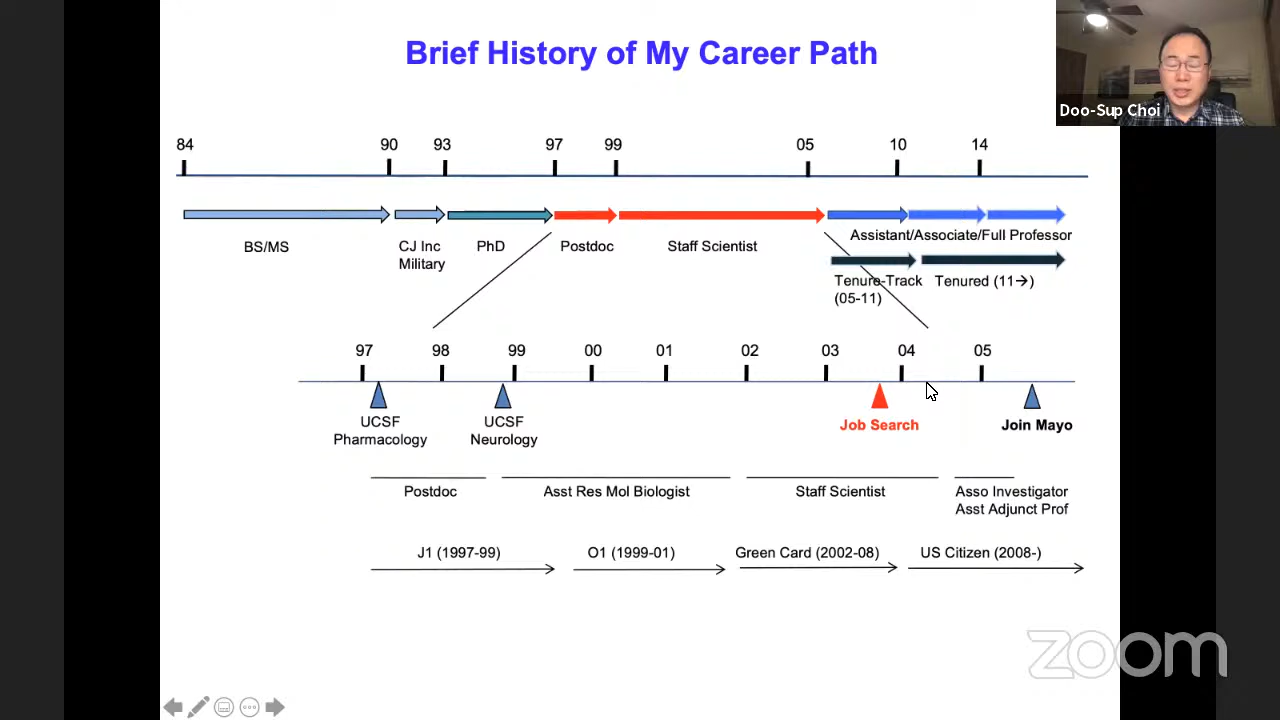 Brief History of My Career Path
Doo-Sup Choi
84 90 93 97 99 05 10 14
BS/MS
CJ Inc
Military
PhD
Postdoc
Staff Scientist
Assistant/Associate/Full Professor
Tenure-Track
(05-11)
Tenured (11→)
97 98 99 00 01 02 03 04 05
UCSF
Pharmacology
UCSF
Neurology
Job Search
Join Mayo
Postdoc
Asst Res Mol Biologist
Staff Scientist
Asso Investigator
Asst Adjunct Prof
J1 (1997-99)
O1 (1999-01)
Green Card (2002-08)
US Citizen (2008-)
zoom